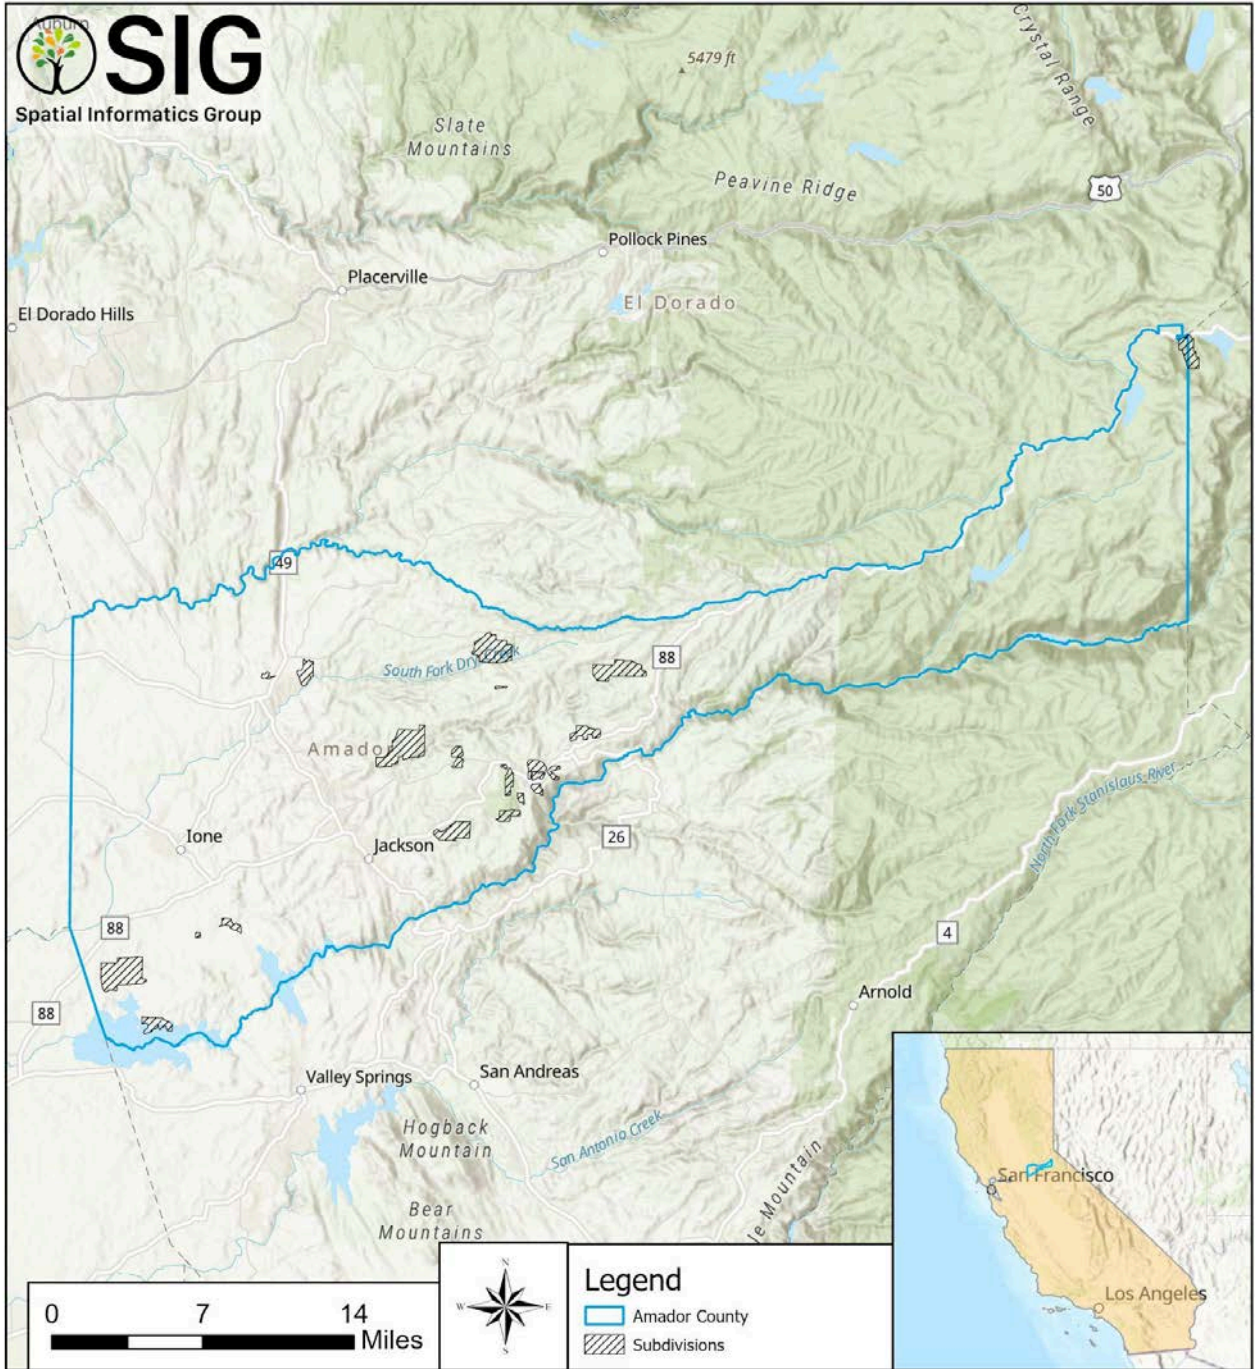 Auburn
SIG
Spatial Informatics Group
5479 ft
Crystal Range
Slate
Mountains
Peavine Ridge
50
Pollock Pines
Placerville
El Dorado
El Dorado Hills
49
South Fork Dry Creek
88
Amador
Ione
Jackson
26
North Fork Stanislaus River
88
4
88
Arnold
Valley Springs
San Andreas
Hogback
Mountain
San Antonio Creek
Je Mountain
Bear
Mountains
San Francisco
Los Angeles
0 7 14
Miles
N
W E
S
Legend
Amador County
Subdivisions